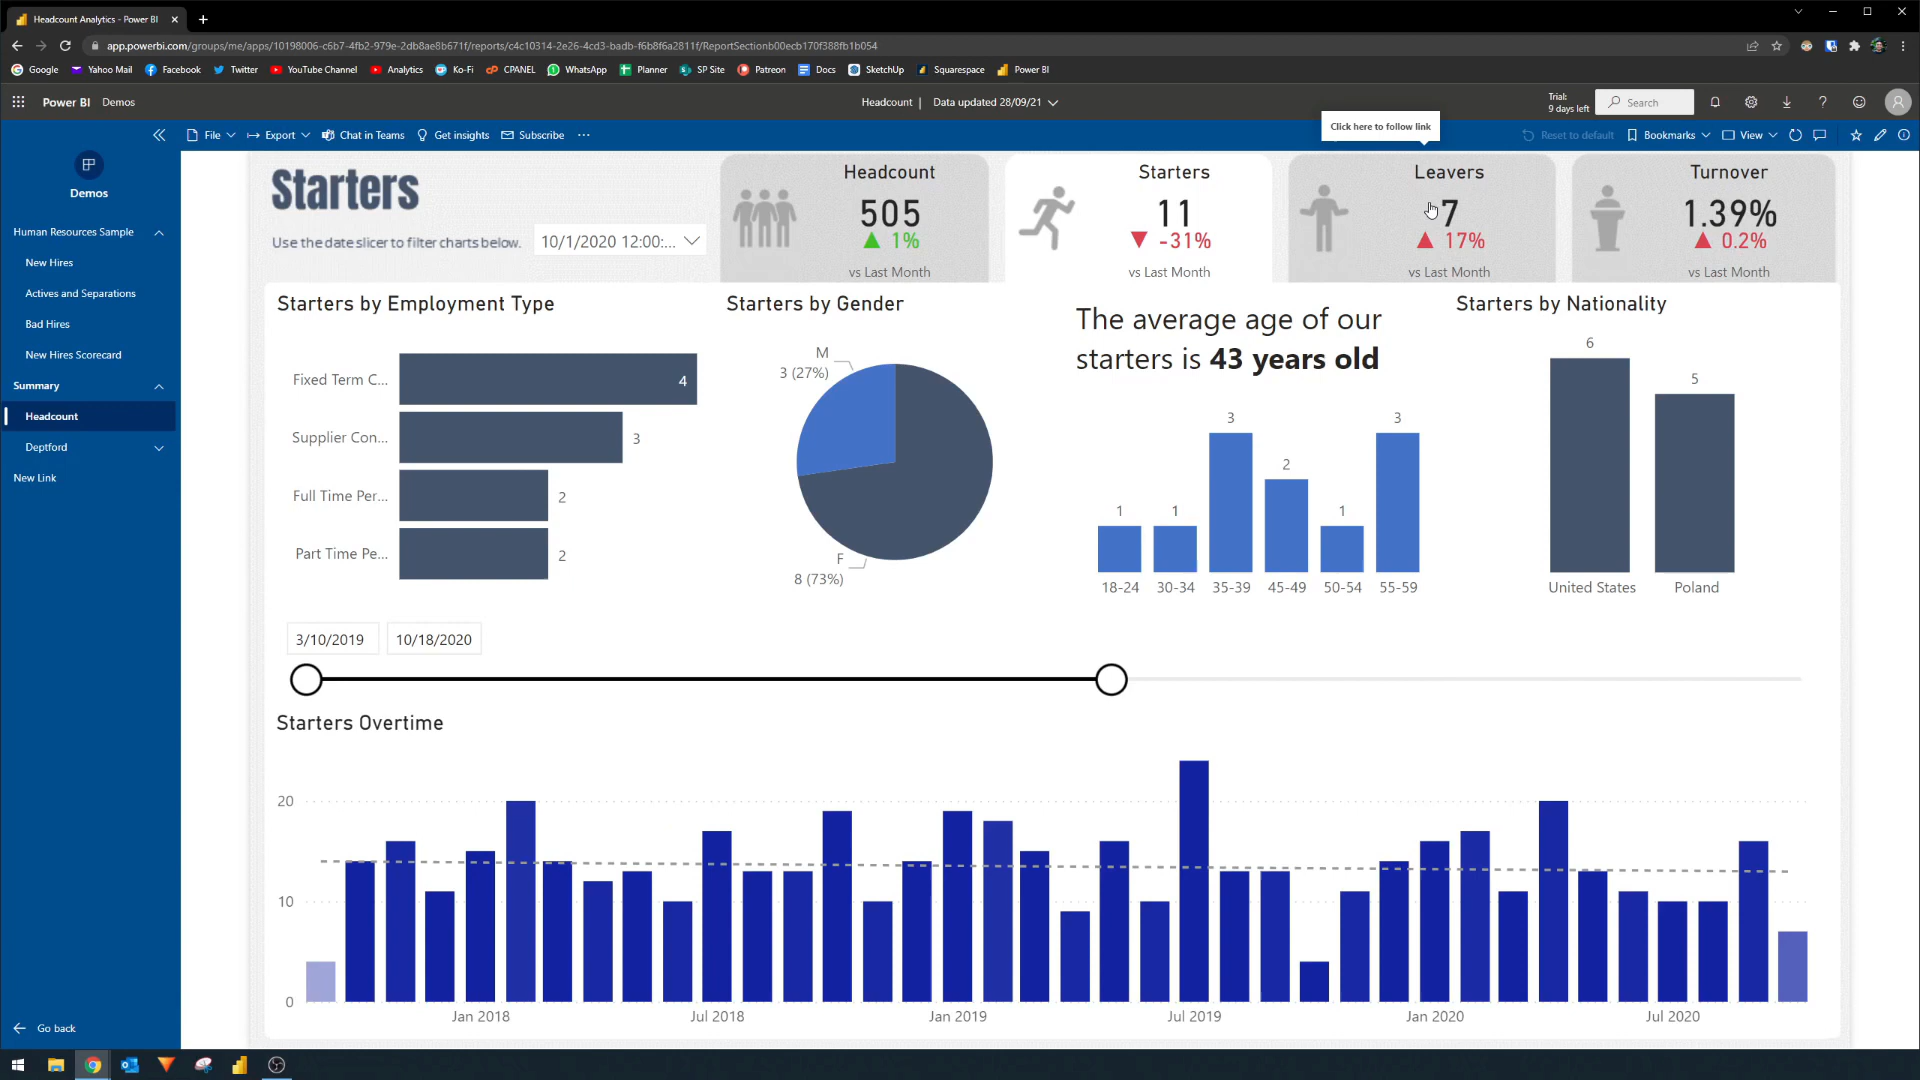 Headcount Analytics - Power BI
app.powerbi.com/groups/me/apps/10198006-c6b7-4fb2-979e-2db8ae8b671f/reports/c4c10314-2e26-4cd3-badb-f6b8f6a2811f/ReportSectionb00ecb170f388fb1b054
Google Yahoo Mail Facebook Twitter YouTube Channel Analytics Ko-Fi CPANEL WhatsApp Planner SP Site Patreon Docs SketchUp Squarespace Power BI
Power BI Demos Headcount | Data updated 28/09/21 Trial: Search
9 days left
Click here to follow link
File Export Chat in Teams Get insights Subscribe ... Reset to default Bookmarks View
Demos
Human Resources Sample
New Hires
Actives and Separations
Bad Hires
New Hires Scorecard
Summary
Headcount
Deptford
New Link
Go back
Starters
Use the date slicer to filter charts below.
10/1/2020 12:00:...
Headcount
505
1%
vs Last Month
Starters
11
-31%
vs Last Month
Leavers
7
17%
vs Last Month
Turnover
1.39%
0.2%
vs Last Month
Starters by Employment Type
Fixed Term C... 4
Supplier Con... 3
Full Time Per... 2
Part Time Pe... 2
Starters by Gender
M
3 (27%)
F
8 (73%)
The average age of our
starters is 43 years old
1 1 3 2 1 3
18-24 30-34 35-39 45-49 50-54 55-59
Starters by Nationality
6 5
United States Poland
3/10/2019 10/18/2020
Starters Overtime
20
10
0
Jan 2018 Jul 2018 Jan 2019 Jul 2019 Jan 2020 Jul 2020